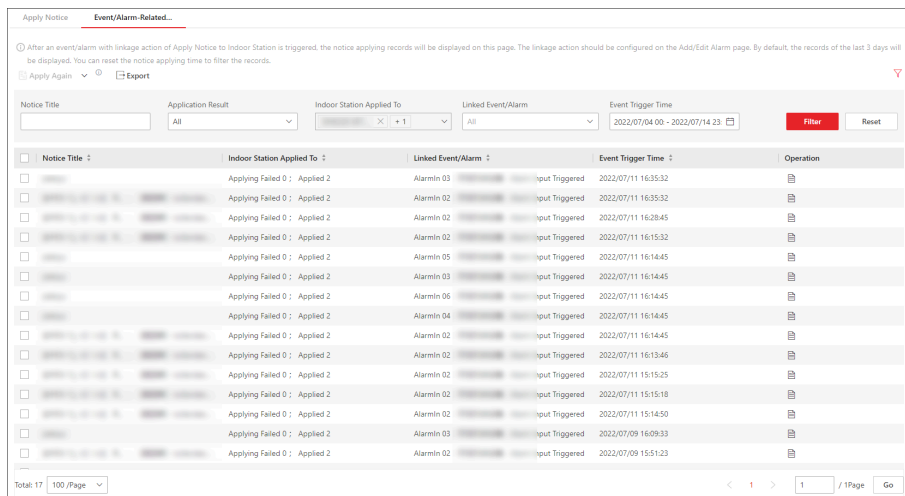 Apply Notice Event/Alarm-Related...
After an event/alarm with linkage action of Apply Notice to Indoor Station is triggered, the notice applying records will be displayed on this page. The linkage action should be configured on the Add/Edit Alarm page. By default, the records of the last 3 days will
be displayed. You can reset the notice applying time to filter the records.
Apply Again Export
Notice Title Application Result Indoor Station Applied To Linked Event/Alarm Event Trigger Time
All + 1 All 2022/07/04 00: - 2022/07/14 23: Filter Reset
Notice Title Indoor Station Applied To Linked Event/Alarm Event Trigger Time Operation
Applying Failed 0 ; Applied 2 AlarmIn 03 nput Triggered 2022/07/11 16:35:32
Applying Failed 0 ; Applied 2 AlarmIn 02 nput Triggered 2022/07/11 16:35:32
Applying Failed 0 ; Applied 2 AlarmIn 02 nput Triggered 2022/07/11 16:28:45
Applying Failed 0 ; Applied 2 AlarmIn 02 nput Triggered 2022/07/11 16:15:32
Applying Failed 0 ; Applied 2 AlarmIn 05 nput Triggered 2022/07/11 16:14:45
Applying Failed 0 ; Applied 2 AlarmIn 03 nput Triggered 2022/07/11 16:14:45
Applying Failed 0 ; Applied 2 AlarmIn 06 nput Triggered 2022/07/11 16:14:45
Applying Failed 0 ; Applied 2 AlarmIn 04 nput Triggered 2022/07/11 16:14:45
Applying Failed 0 ; Applied 2 AlarmIn 02 nput Triggered 2022/07/11 16:14:45
Applying Failed 0 ; Applied 2 AlarmIn 02 nput Triggered 2022/07/11 16:13:46
Applying Failed 0 ; Applied 2 AlarmIn 02 nput Triggered 2022/07/11 15:15:25
Applying Failed 0 ; Applied 2 AlarmIn 02 nput Triggered 2022/07/11 15:15:18
Applying Failed 0 ; Applied 2 AlarmIn 02 nput Triggered 2022/07/11 15:14:50
Applying Failed 0 ; Applied 2 AlarmIn 03 nput Triggered 2022/07/09 16:09:33
Applying Failed 0 ; Applied 2 AlarmIn 02 nput Triggered 2022/07/09 15:51:23
Total: 17 100 /Page < 1 > 1 / 1Page Go